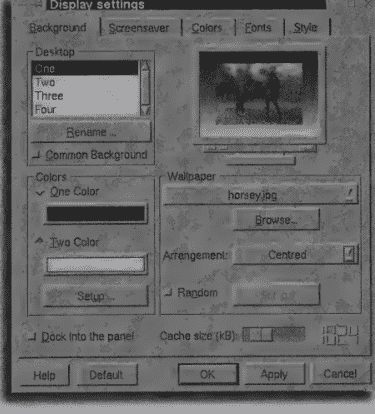 Display settings
Background Screensaver Colors Fonts Style
Desktop
One
Two
Three
Four
Rename ...
Common Background
Colors
One Color
Two Color
Setup ...
Wallpaper
horsey.jpg
Browse...
Arrangement: Centred
Random
Dock into the panel
Cache size (kB): 1024
Help Default OK Apply Cancel